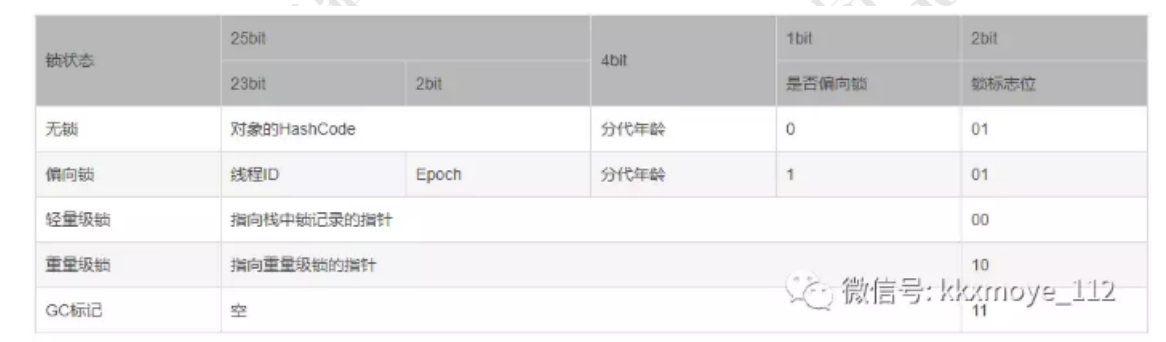 锁状态 25bit 4bit 1bit 2bit
23bit 2bit 是否偏向锁 锁标志位
无锁 对象的HashCode 分代年龄 0 01
偏向锁 线程ID Epoch 分代年龄 1 01
轻量级锁 指向栈中锁记录的指针 00
重量级锁 指向重量级锁的指针 10
微信号: kkxmoye_112
GC标记 空 11